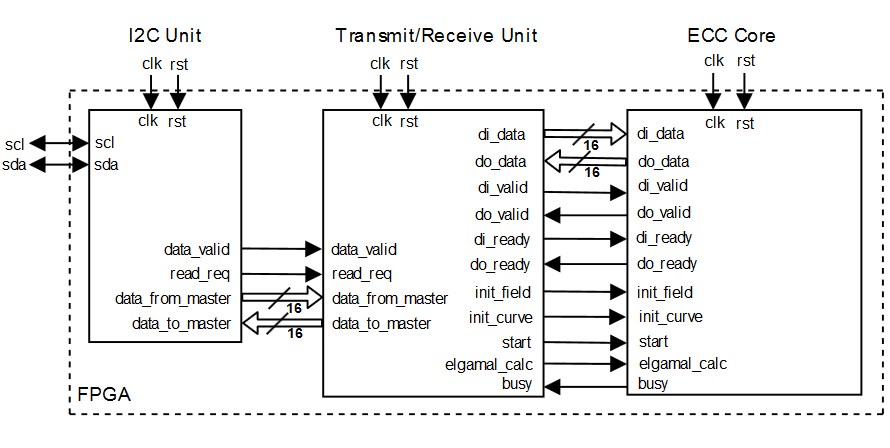 I2C Unit
Transmit/Receive Unit
ECC Core
clk rst
clk rst
clk rst
clk rst
clk rst
clk rst
scl
scl
sda
sda
data_valid
read_req
data_from_master
data_to_master
16
16
data_valid
read_req
data_from_master
data_to_master
di_data
do_data
di_valid
do_valid
di_ready
do_ready
init_field
init_curve
start
elgamal_calc
busy
16
16
di_data
do_data
di_valid
do_valid
di_ready
do_ready
init_field
init_curve
start
elgamal_calc
busy
FPGA